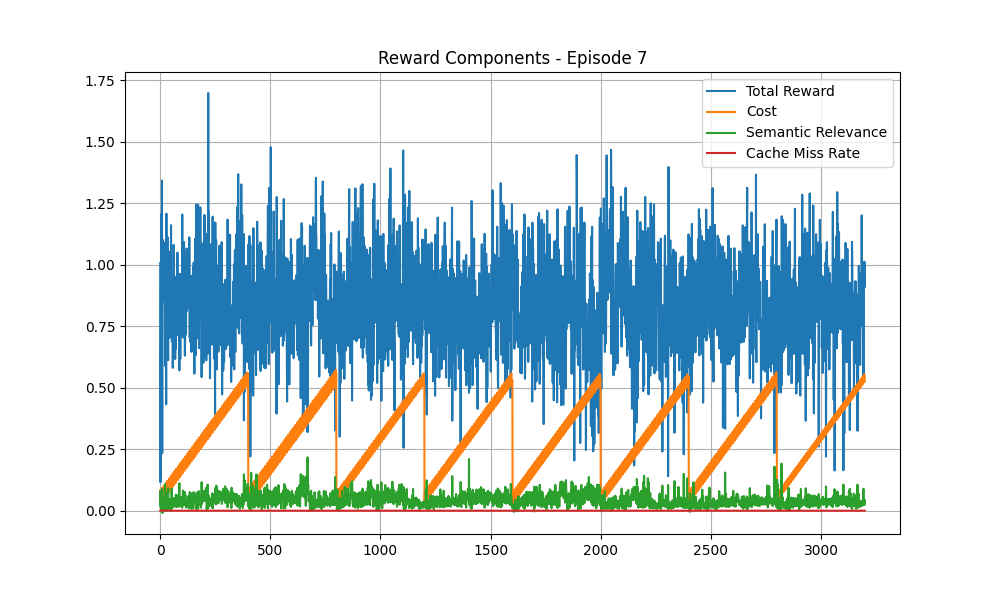 Reward Components - Episode 7
Total Reward
Cost
Semantic Relevance
Cache Miss Rate
1.75
1.50
1.25
1.00
0.75
0.50
0.25
0.00
0 500 1000 1500 2000 2500 3000